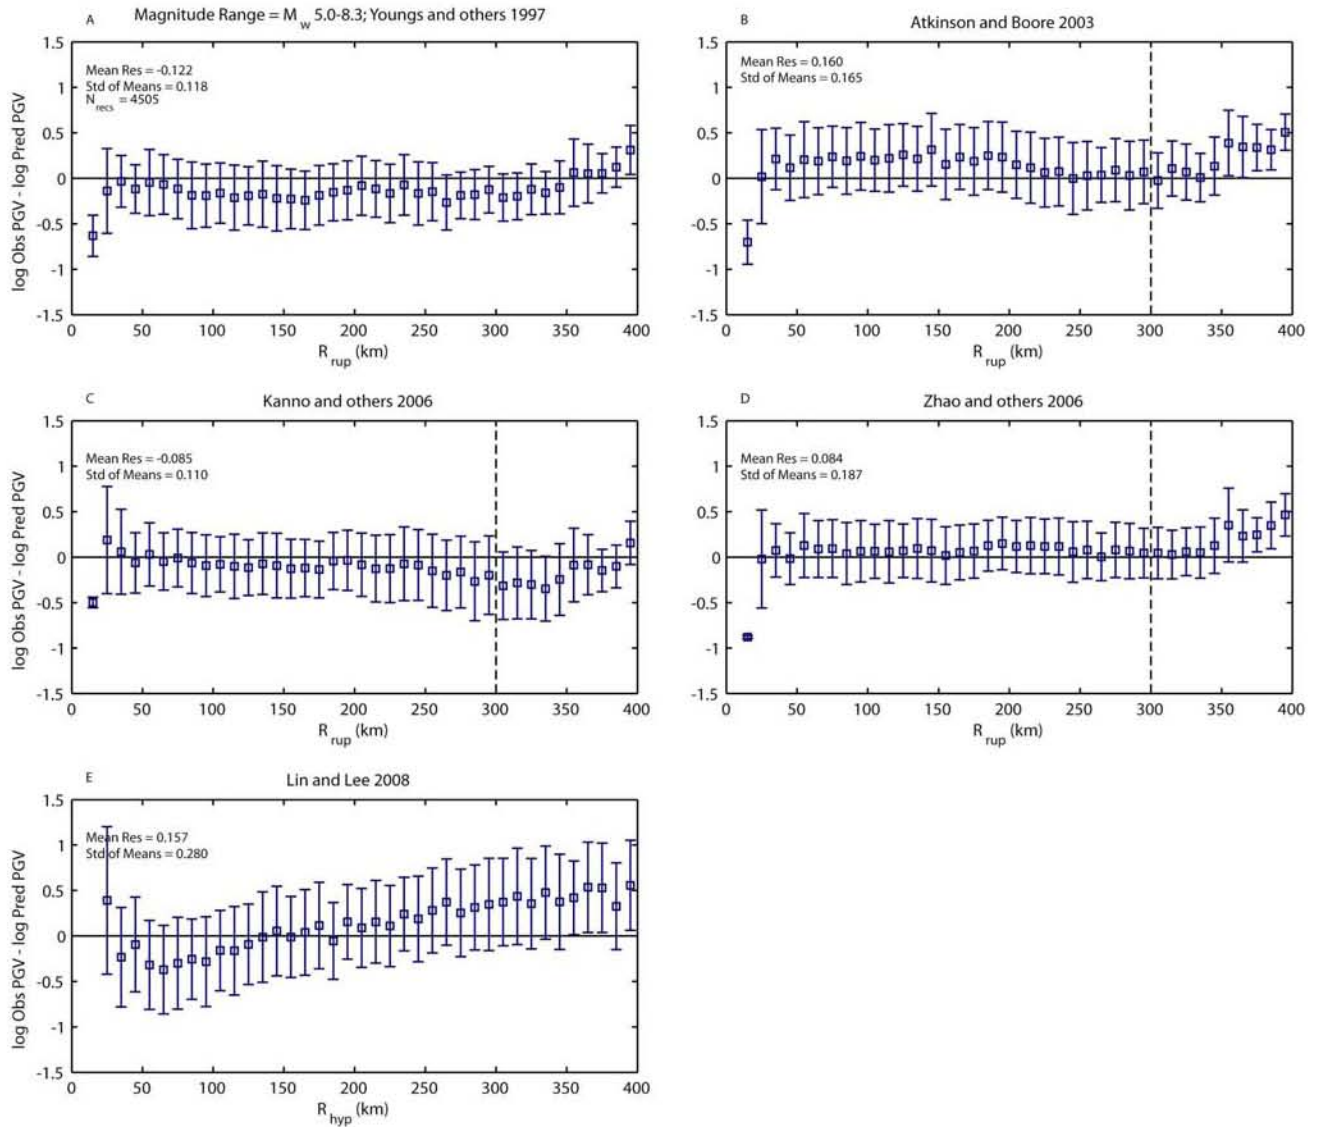 A
Magnitude Range = M w 5.0-8.3; Youngs and others 1997
Mean Res = -0.122
Std of Means = 0.118
N recs = 4505
log Obs PGV - log Pred PGV
1.5
1
0.5
0
-0.5
-1
-1.5
0 50 100 150 200 250 300 350 400
R rup (km)
B
Atkinson and Boore 2003
Mean Res = 0.160
Std of Means = 0.165
1.5
1
0.5
0
-0.5
-1
-1.5
0 50 100 150 200 250 300 350 400
R rup (km)
C
Kanno and others 2006
Mean Res = -0.085
Std of Means = 0.110
log Obs PGV - log Pred PGV
1.5
1
0.5
0
-0.5
-1
-1.5
0 50 100 150 200 250 300 350 400
R rup (km)
D
Zhao and others 2006
Mean Res = 0.084
Std of Means = 0.187
1.5
1
0.5
0
-0.5
-1
-1.5
0 50 100 150 200 250 300 350 400
R rup (km)
E
Lin and Lee 2008
Mean Res = 0.157
Std of Means = 0.280
log Obs PGV - log Pred PGV
1.5
1
0.5
0
-0.5
-1
-1.5
0 50 100 150 200 250 300 350 400
R hyp (km)